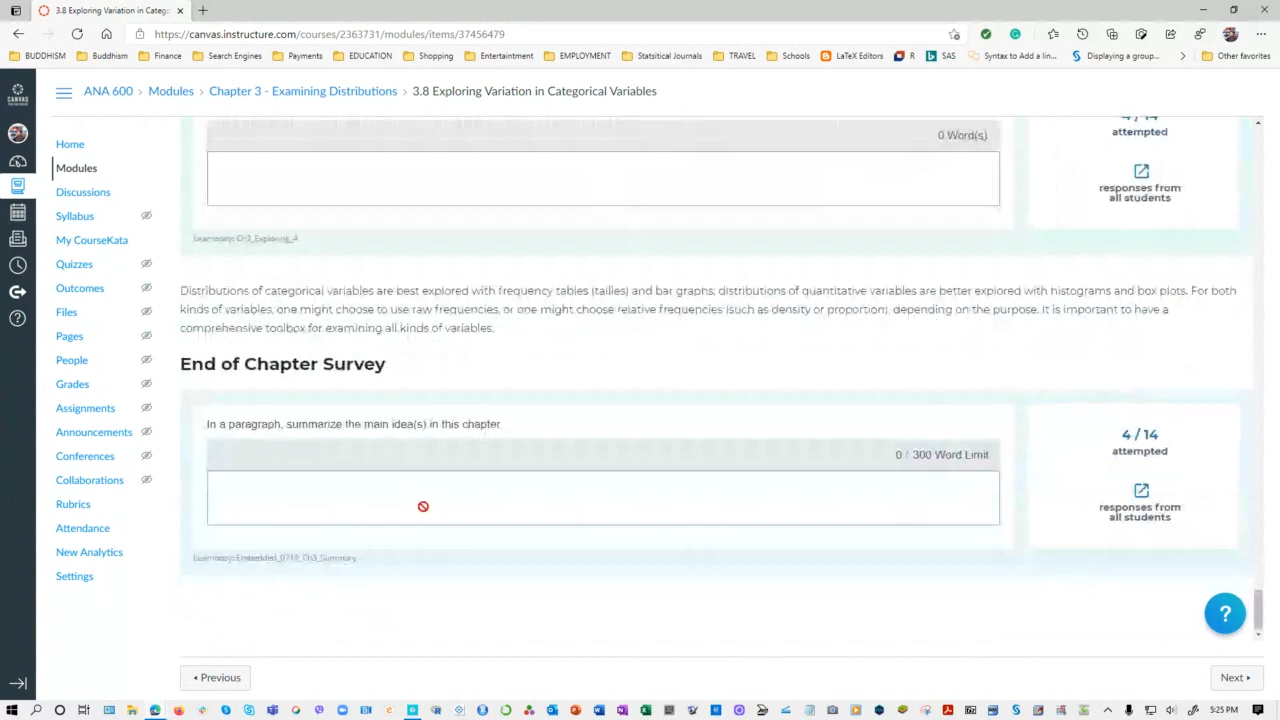 3.8 Exploring Variation in Catego
https://canvas.instructure.com/courses/2363731/modules/items/37456479
BUDDHISM Buddhism Finance Search Engines Payments EDUCATION Shopping Entertainment EMPLOYMENT Statsitical Journals TRAVEL Schools LaTeX Editors R SAS Syntax to Add a lin... Displaying a group... Other favorites
CANVAS
ANA 600 › Modules › Chapter 3 - Examining Distributions › 3.8 Exploring Variation in Categorical Variables
Home
Modules
Discussions
Syllabus
My CourseKata
Quizzes
Outcomes
Files
Pages
People
Grades
Assignments
Announcements
Conferences
Collaborations
Rubrics
Attendance
New Analytics
Settings
0 Word(s)
4 / 14
attempted
responses from
all students
Learnosity: Ch3_Exploring_4
Distributions of categorical variables are best explored with frequency tables (tallies) and bar graphs; distributions of quantitative variables are better explored with histograms and box plots. For both
kinds of variables, one might choose to use raw frequencies, or one might choose relative frequencies (such as density or proportion), depending on the purpose. It is important to have a
comprehensive toolbox for examining all kinds of variables.
End of Chapter Survey
In a paragraph, summarize the main idea(s) in this chapter.
0 / 300 Word Limit
4 / 14
attempted
responses from
all students
Learnosity: Embedded_0719_Ch3_Summary
?
◂ Previous
Next ▸
5:25 PM